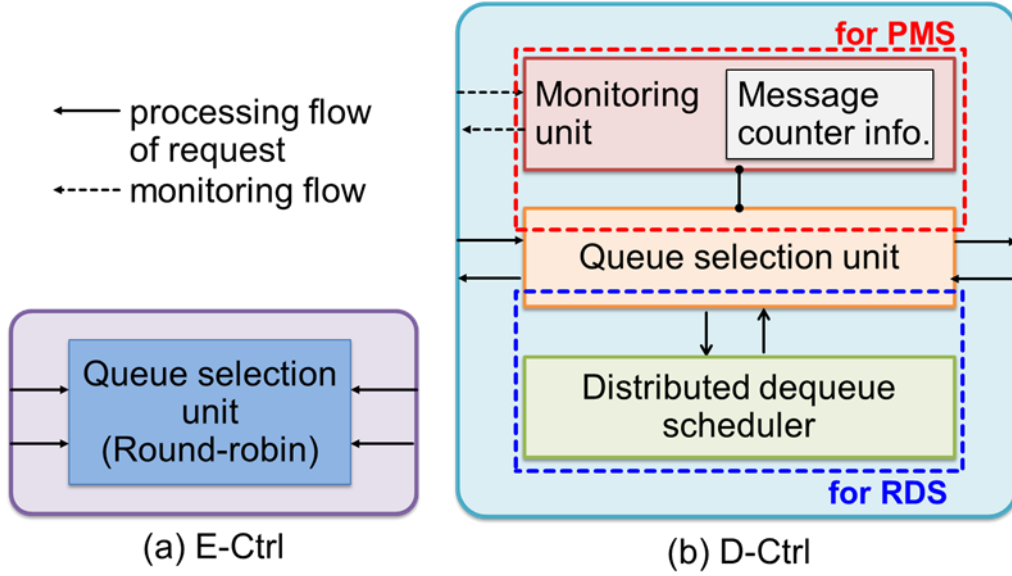 processing flow
of request
monitoring flow
Queue selection
unit
(Round-robin)
(a) E-Ctrl
for PMS
Monitoring
unit
Message
counter info.
Queue selection unit
Distributed dequeue
scheduler
for RDS
(b) D-Ctrl